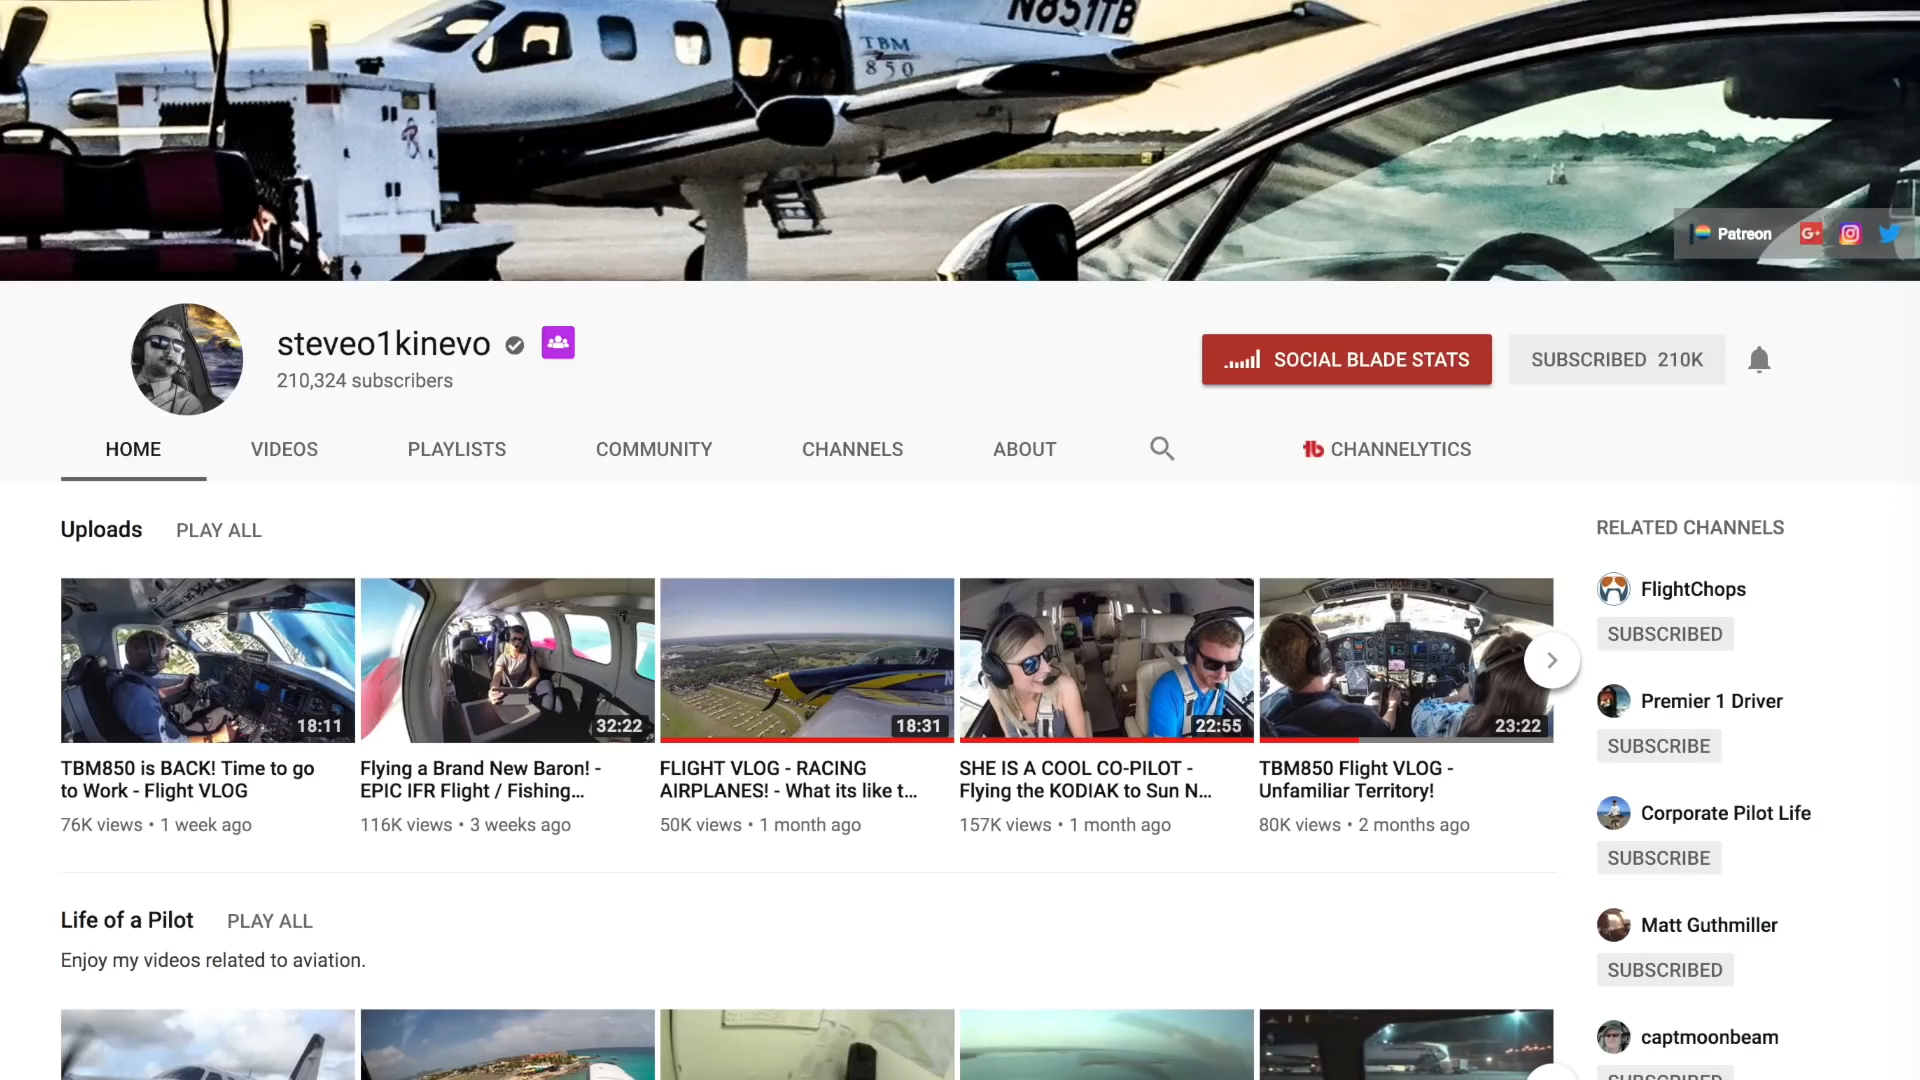 N851TB
TBM
850
Patreon
G+
steveo1kinevo
210,324 subscribers
SOCIAL BLADE STATS
SUBSCRIBED 210K
HOME
VIDEOS
PLAYLISTS
COMMUNITY
CHANNELS
ABOUT
tb CHANNELYTICS
Uploads PLAY ALL
18:11
32:22
18:31
22:55
23:22
TBM850 is BACK! Time to go
to Work - Flight VLOG
76K views • 1 week ago
Flying a Brand New Baron! -
EPIC IFR Flight / Fishing...
116K views • 3 weeks ago
FLIGHT VLOG - RACING
AIRPLANES! - What its like t...
50K views • 1 month ago
SHE IS A COOL CO-PILOT -
Flying the KODIAK to Sun N...
157K views • 1 month ago
TBM850 Flight VLOG -
Unfamiliar Territory!
80K views • 2 months ago
Life of a Pilot PLAY ALL
Enjoy my videos related to aviation.
RELATED CHANNELS
FlightChops
SUBSCRIBED
Premier 1 Driver
SUBSCRIBE
Corporate Pilot Life
SUBSCRIBE
Matt Guthmiller
SUBSCRIBED
captmoonbeam
SUBSCRIBED